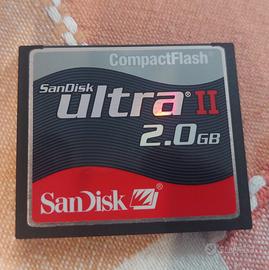 CompactFlash
SanDisk
ultra® II
2.0GB
SanDisk